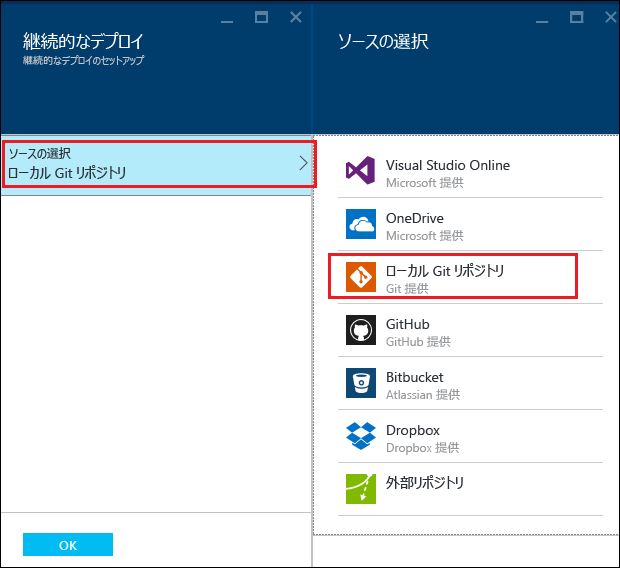 継続的なデプロイ
継続的なデプロイのセットアップ
ソースの選択
ローカル Git リポジトリ
OK
ソースの選択
Visual Studio Online
Microsoft 提供
OneDrive
Microsoft 提供
ローカル Git リポジトリ
Git 提供
GitHub
GitHub 提供
Bitbucket
Atlassian 提供
Dropbox
Dropbox 提供
外部リポジトリ